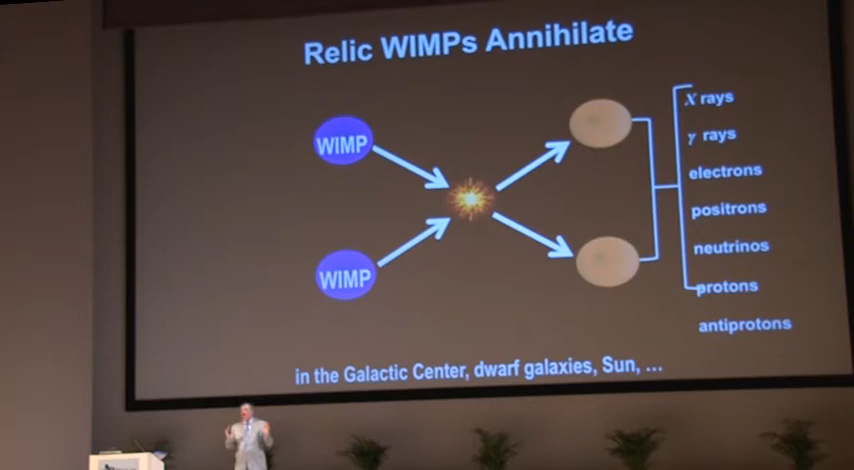 Relic WIMPs Annihilate
WIMP
WIMP
X rays
γ rays
electrons
positrons
neutrinos
protons
antiprotons
in the Galactic Center, dwarf galaxies, Sun, ...